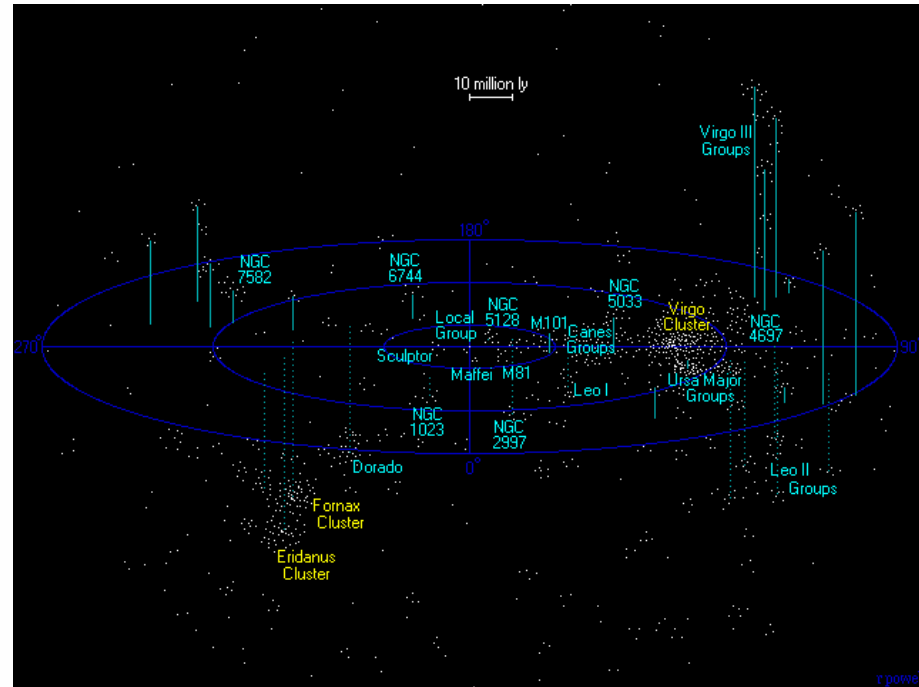 10 million ly
Virgo III
Groups
180°
NGC
7582
NGC
6744
NGC
5033
NGC
5128
Virgo
Cluster
Local
Group
M101
NGC
4697
Canes
Groups
270°
90
Sculptor
Maffei
M81
Leo I
Ursa Major
Groups
NGC
1023
NGC
2997
0°
Dorado
Leo II
Groups
Fornax
Cluster
Eridanus
Cluster
r powe